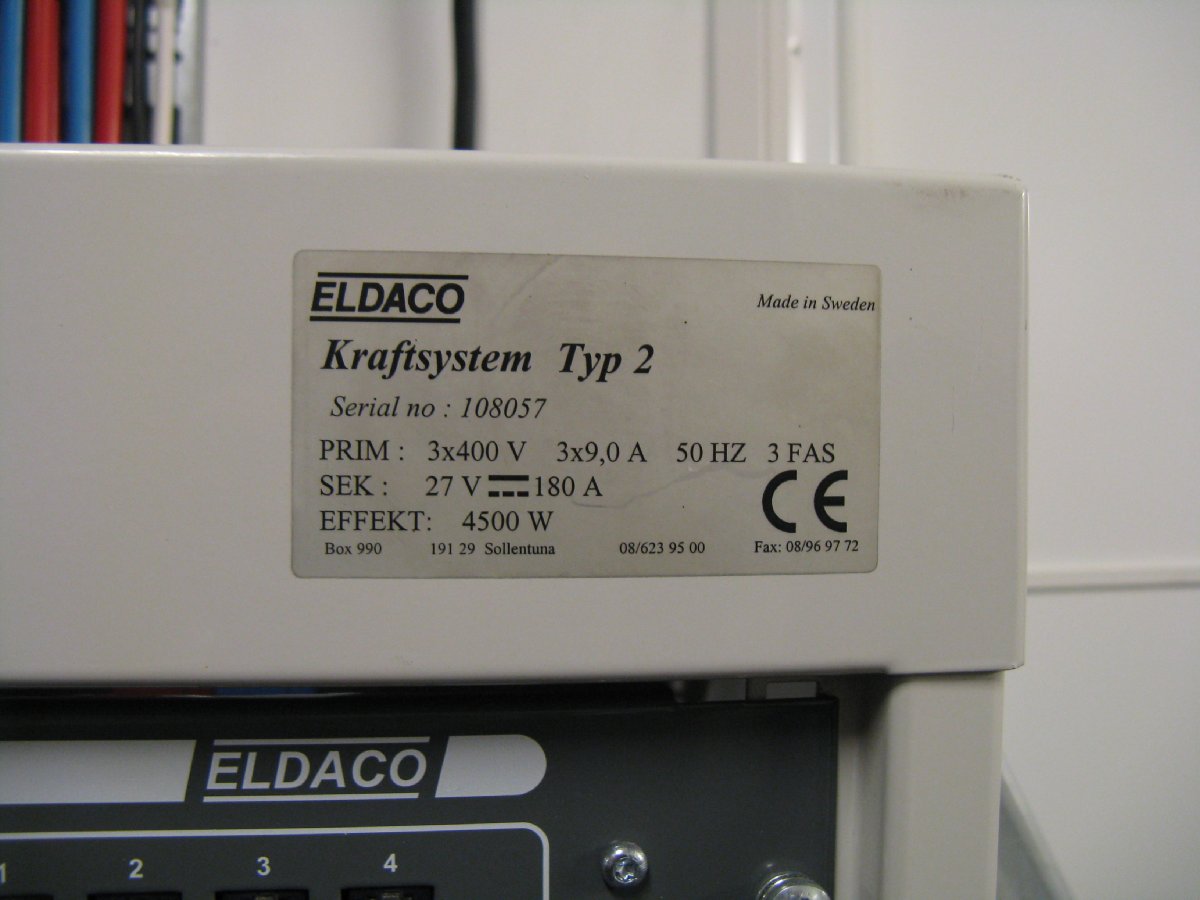 ELDACO
Made in Sweden
Kraftsystem Typ 2
Serial no : 108057
PRIM : 3x400 V 3x9,0 A 50 HZ 3 FAS
SEK : 27 V 180 A
CE
EFFEKT: 4500 W
Box 990 191 29 Sollentuna 08/623 95 00 Fax: 08/96 97 72
ELDACO
1 2 3 4